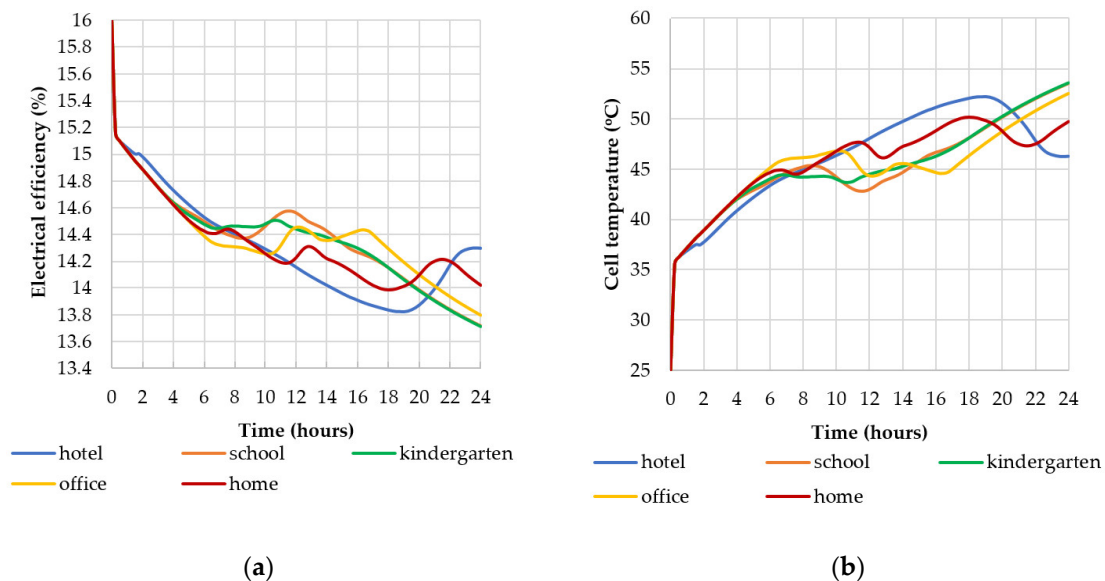 16
15.8
15.6
15.4
15.2
15
14.8
14.6
14.4
14.2
14
13.8
13.6
13.4
Electrical efficiency (%)
0 2 4 6 8 10 12 14 16 18 20 22 24
Time (hours)
hotel school kindergarten
office home
(a)
60
55
50
45
40
35
30
25
Cell temperature (°C)
0 2 4 6 8 10 12 14 16 18 20 22 24
Time (hours)
hotel school kindergarten
office home
(b)